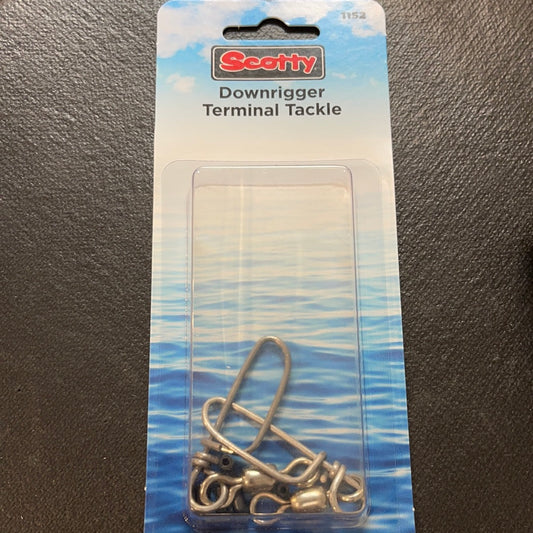 1152
Scotty
Downrigger
Terminal Tackle